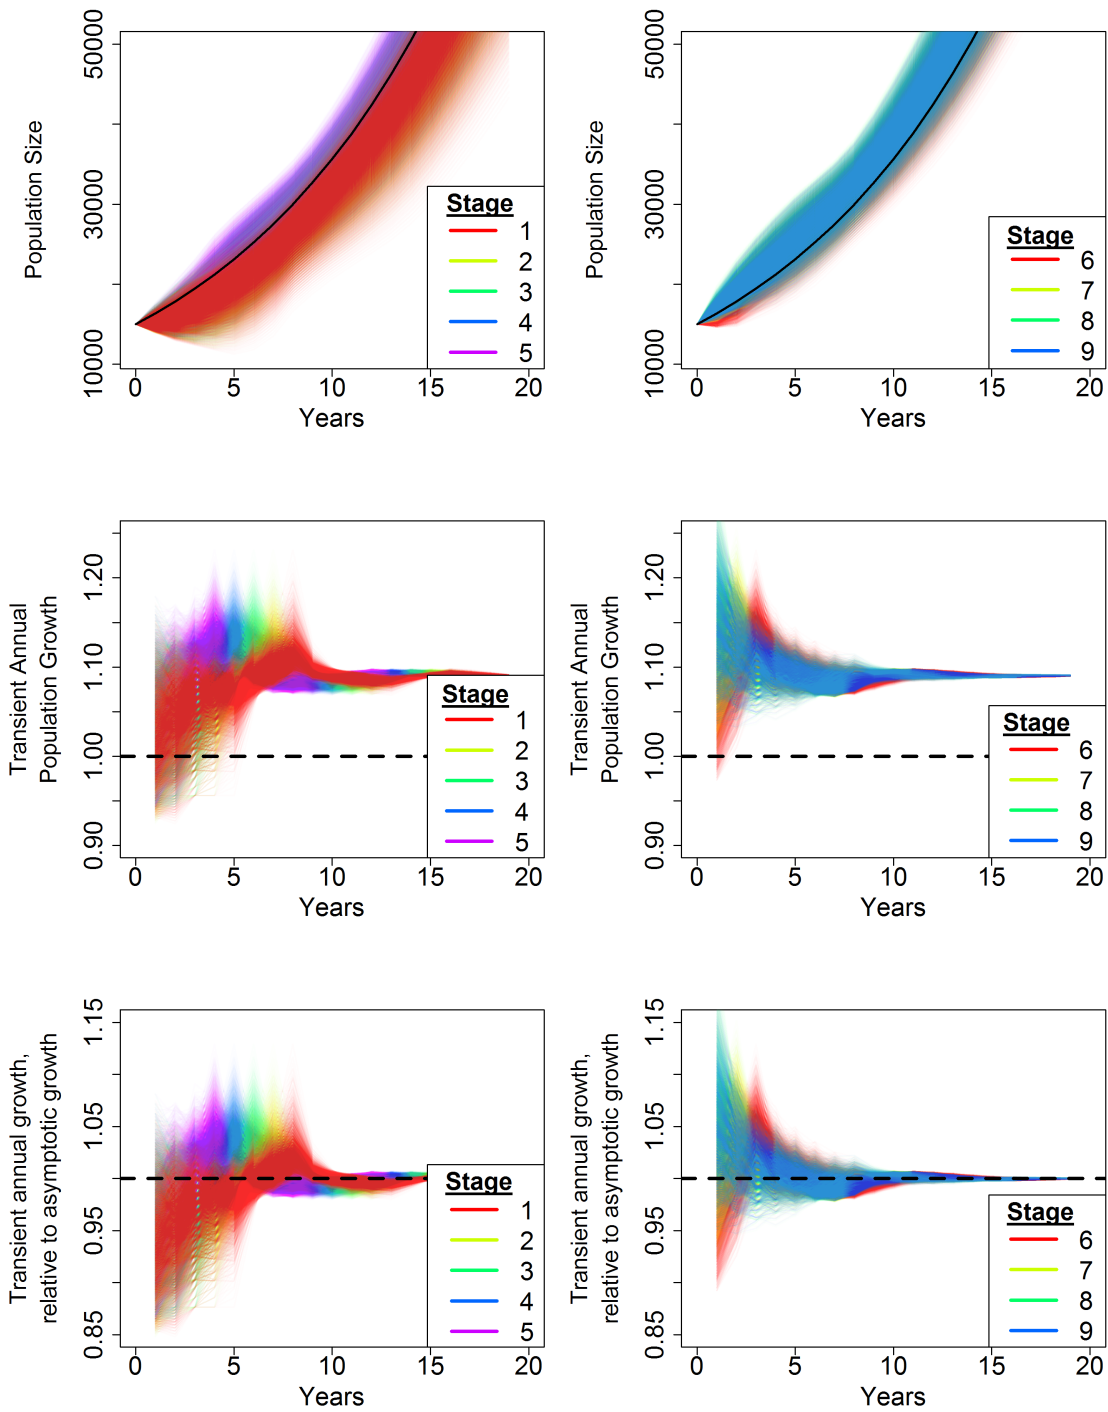 Population Size
50000
30000
10000
Stage
1
2
3
4
5
0 5 10 15 20
Years
Population Size
50000
30000
10000
Stage
6
7
8
9
0 5 10 15 20
Years
Transient Annual
Population Growth
1.20
1.10
1.00
0.90
Stage
1
2
3
4
5
0 5 10 15 20
Years
Transient Annual
Population Growth
1.20
1.10
1.00
0.90
Stage
6
7
8
9
0 5 10 15 20
Years
Transient annual growth,
relative to asymptotic growth
1.15
1.05
0.95
0.85
Stage
1
2
3
4
5
0 5 10 15 20
Years
Transient annual growth,
relative to asymptotic growth
1.15
1.05
0.95
0.85
Stage
6
7
8
9
0 5 10 15 20
Years